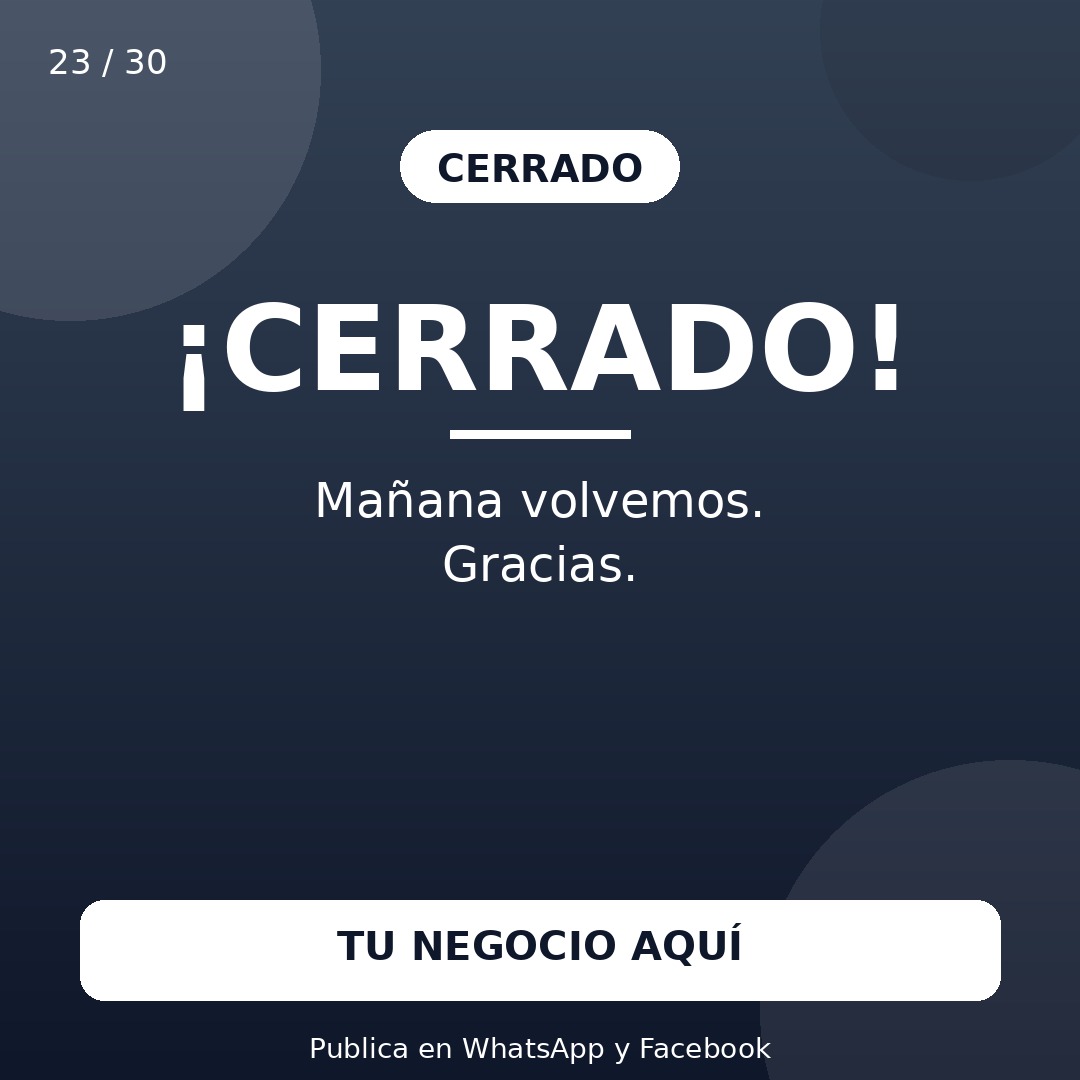 23 / 30
CERRADO
¡CERRADO!
Mañana volvemos.
Gracias.
TU NEGOCIO AQUÍ
Publica en WhatsApp y Facebook